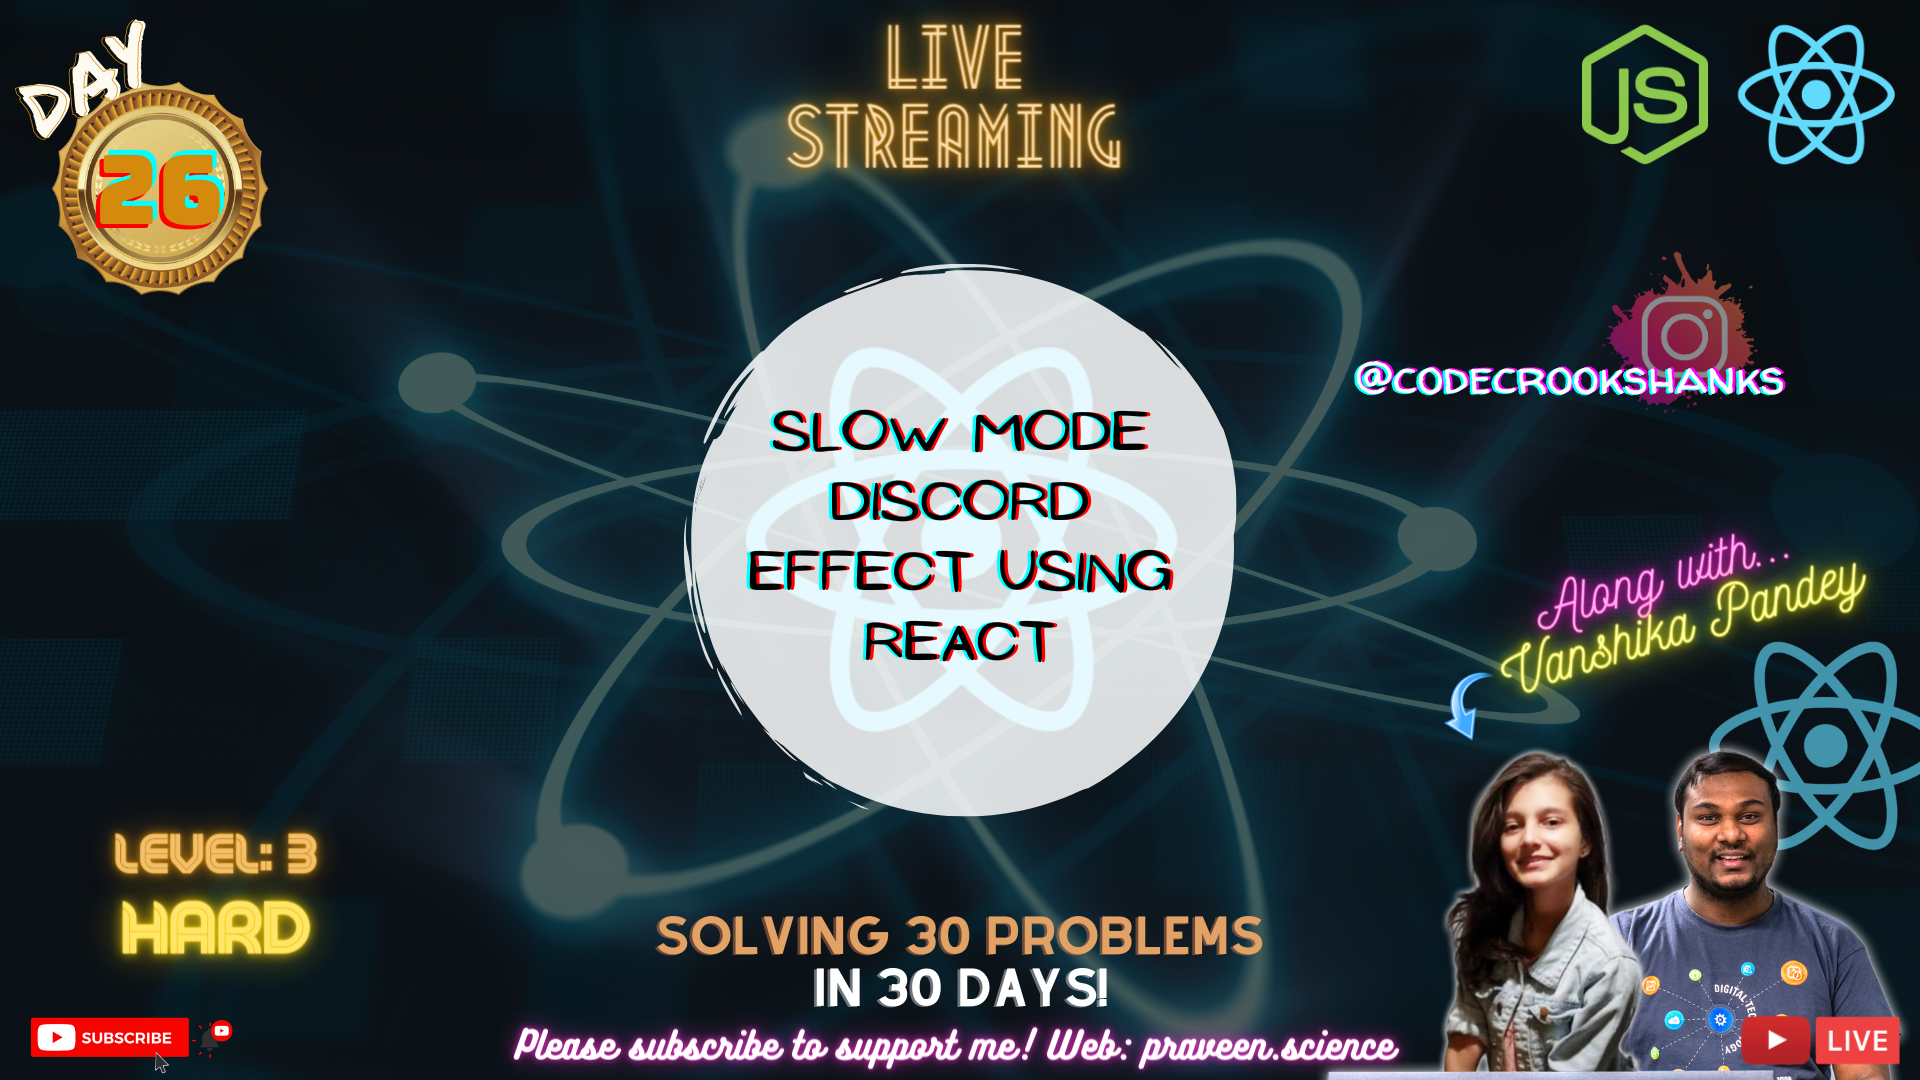 DAY
26
LIVE
STREAMING
JS
@CODECROOKSHANKS
SLOW MODE
DISCORD
EFFECT USING
REACT
Along with...
Vanshika Pandey
LEVEL: 3
HARD
SOLVING 30 PROBLEMS
IN 30 DAYS!
Please subscribe to support me! Web: praveen.science
SUBSCRIBE
DIGITAL
LIVE